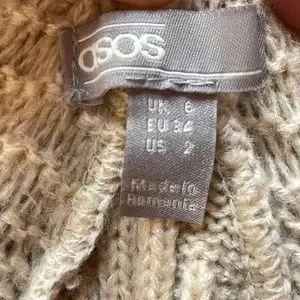 asos
UK 6
EU 34
US 2
Made in
Romania